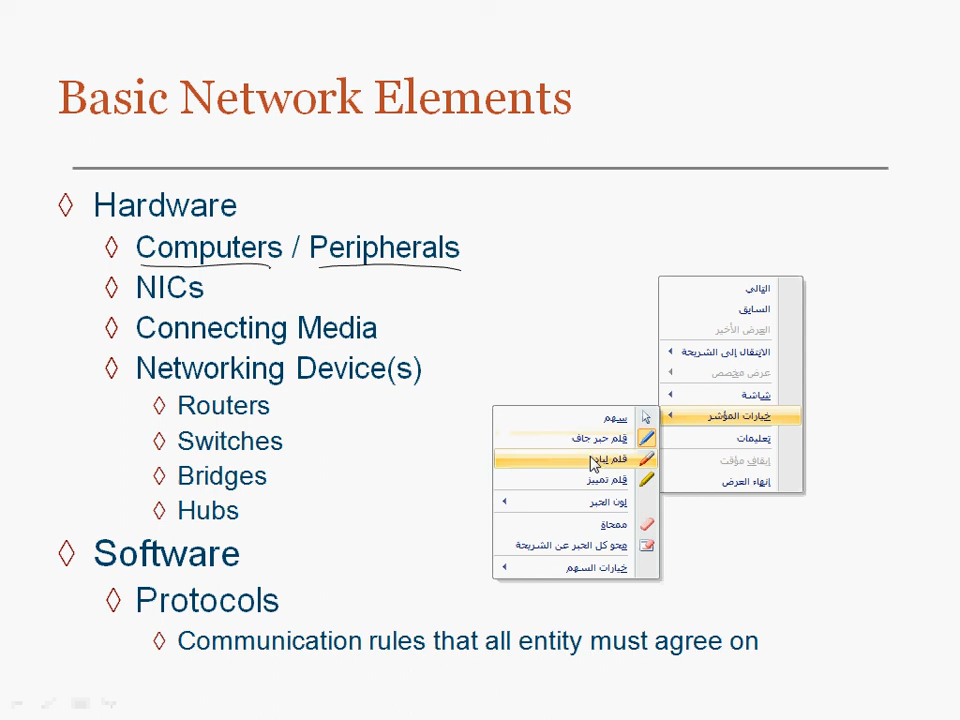 Basic Network Elements
Hardware
Computers / Peripherals
NICs
Connecting Media
Networking Device(s)
Routers
Switches
Bridges
Hubs
Software
Protocols
Communication rules that all entity must agree on
التالي
السابق
العرض الأخير
الانتقال إلى الشريحة
عرض مخصص
شاشة
خيارات المؤشر
تعليمات
إيقاف مؤقت
إنهاء العرض
سهم
قلم حبر جاف
قلم
قلم تمييز
لون الحبر
ممحاة
محو كل الحبر عن الشريحة
خيارات السهم